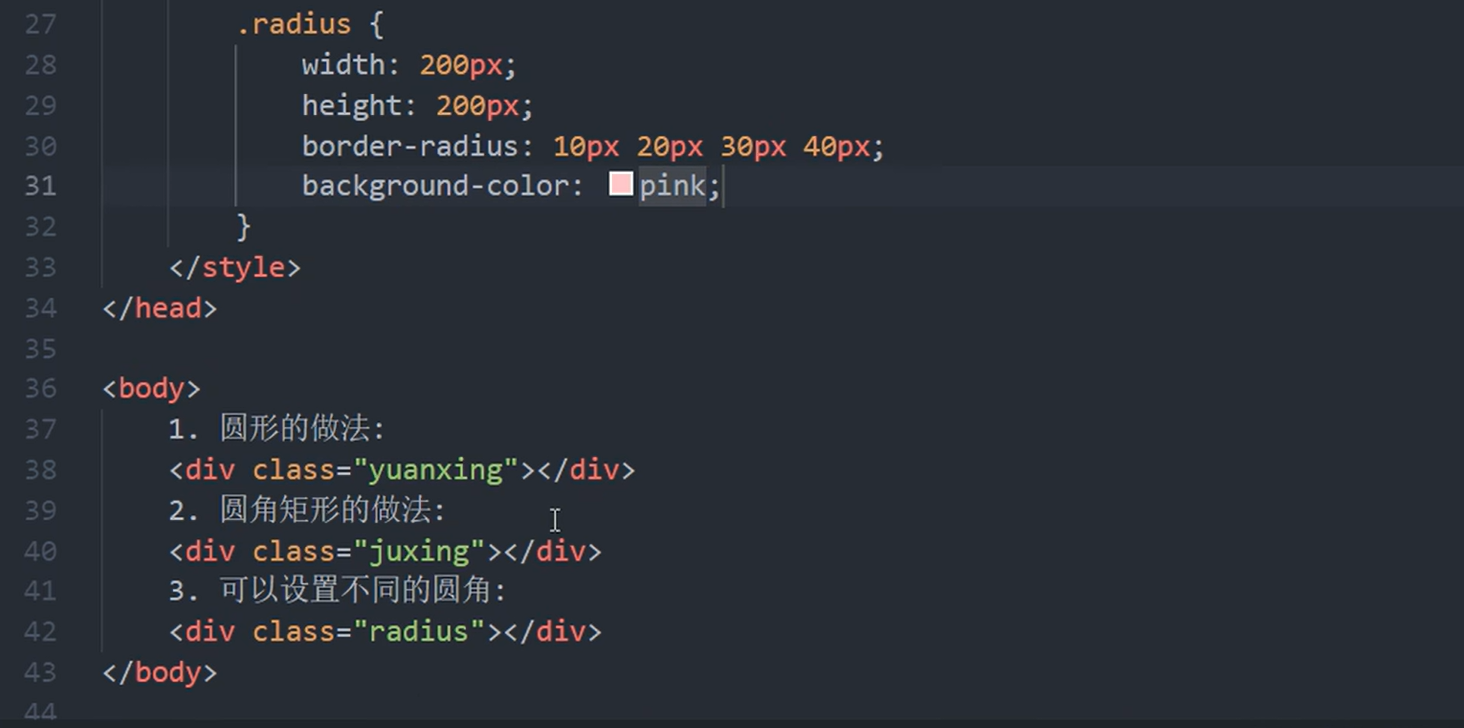 27 .radius {
28 width: 200px;
29 height: 200px;
30 border-radius: 10px 20px 30px 40px;
31 background-color: pink;
32 }
33 </style>
34 </head>
35
36 <body>
37 1. 圆形的做法:
38 <div class="yuanxing"></div>
39 2. 圆角矩形的做法:
40 <div class="juxing"></div>
41 3. 可以设置不同的圆角:
42 <div class="radius"></div>
43 </body>
44